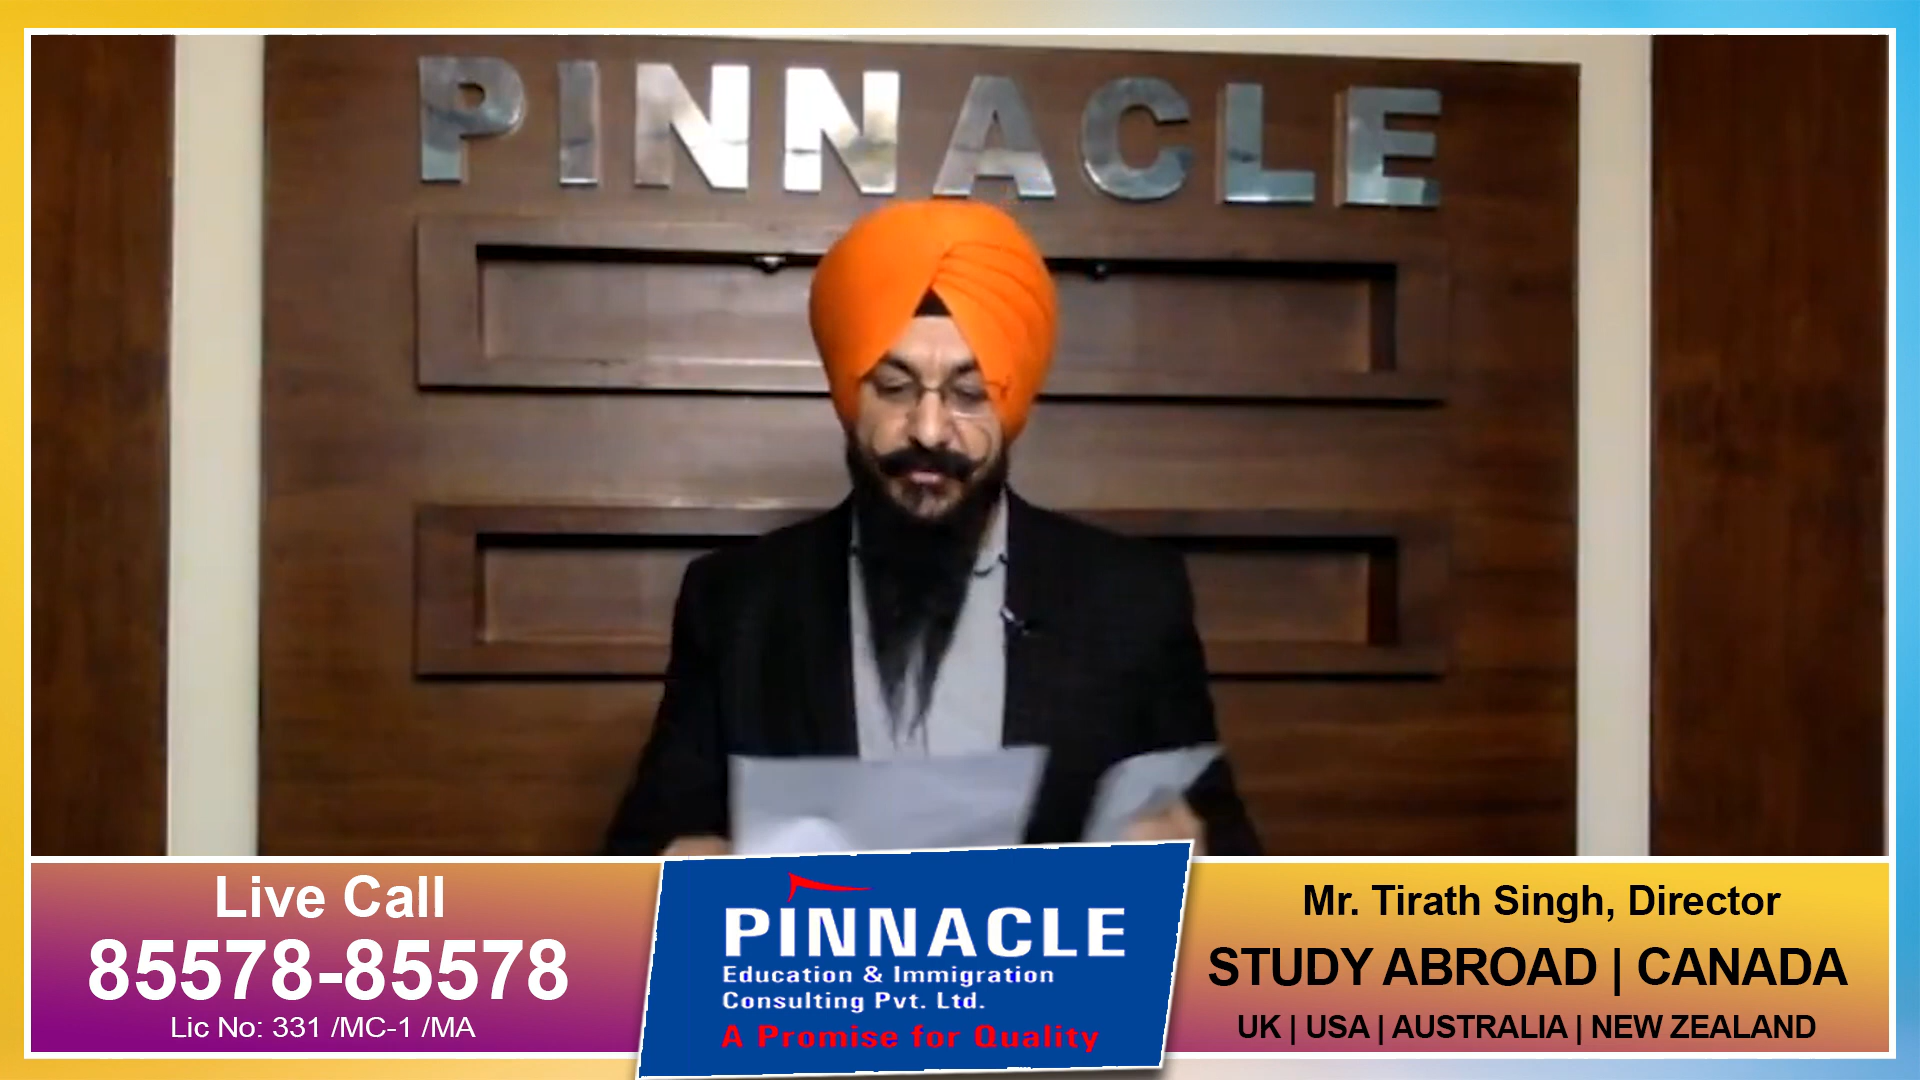 PINNACLE
Live Call
85578-85578
Lic No: 331 /MC-1 /MA
PINNACLE
Education & Immigration
Consulting Pvt. Ltd.
A Promise for Quality
Mr. Tirath Singh, Director
STUDY ABROAD | CANADA
UK | USA | AUSTRALIA | NEW ZEALAND